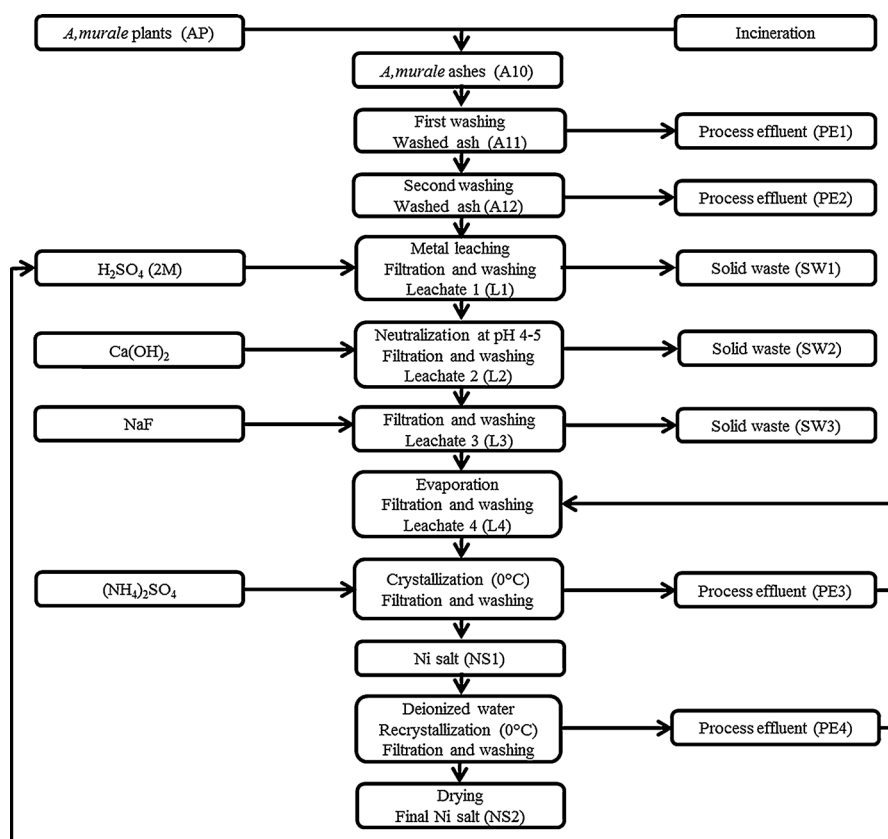 A,murale plants (AP)
Incineration
A,murale ashes (A10)
First washing
Washed ash (A11)
Process effluent (PE1)
Second washing
Washed ash (A12)
Process effluent (PE2)
H₂SO₄ (2M)
Metal leaching
Filtration and washing
Leachate 1 (L1)
Solid waste (SW1)
Ca(OH)₂
Neutralization at pH 4-5
Filtration and washing
Leachate 2 (L2)
Solid waste (SW2)
NaF
Filtration and washing
Leachate 3 (L3)
Solid waste (SW3)
Evaporation
Filtration and washing
Leachate 4 (L4)
(NH₄)₂SO₄
Crystallization (0°C)
Filtration and washing
Process effluent (PE3)
Ni salt (NS1)
Deionized water
Recrystallization (0°C)
Filtration and washing
Process effluent (PE4)
Drying
Final Ni salt (NS2)